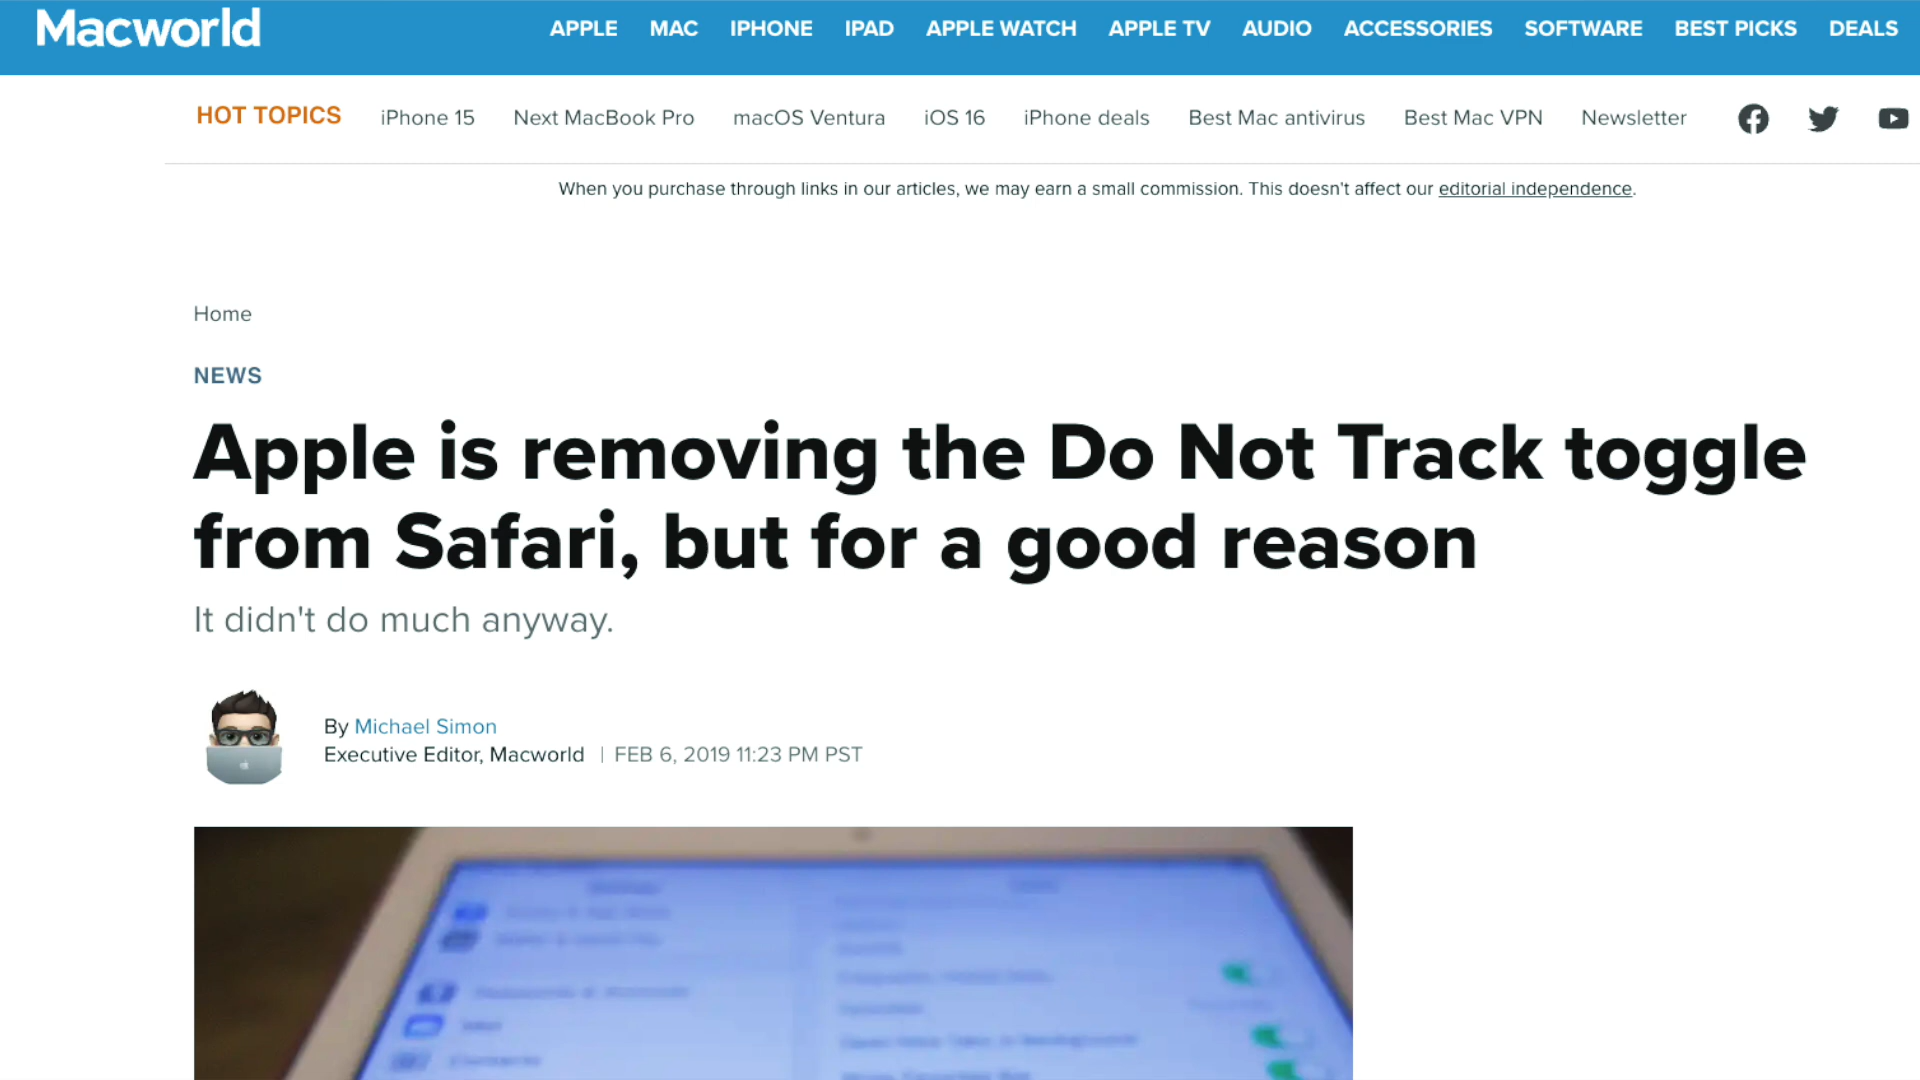 Macworld
APPLE MAC IPHONE IPAD APPLE WATCH APPLE TV AUDIO ACCESSORIES SOFTWARE BEST PICKS DEALS
HOT TOPICS iPhone 15 Next MacBook Pro macOS Ventura iOS 16 iPhone deals Best Mac antivirus Best Mac VPN Newsletter
When you purchase through links in our articles, we may earn a small commission. This doesn't affect our editorial independence.
Home
NEWS
Apple is removing the Do Not Track toggle
from Safari, but for a good reason
It didn't do much anyway.
By Michael Simon
Executive Editor, Macworld | FEB 6, 2019 11:23 PM PST